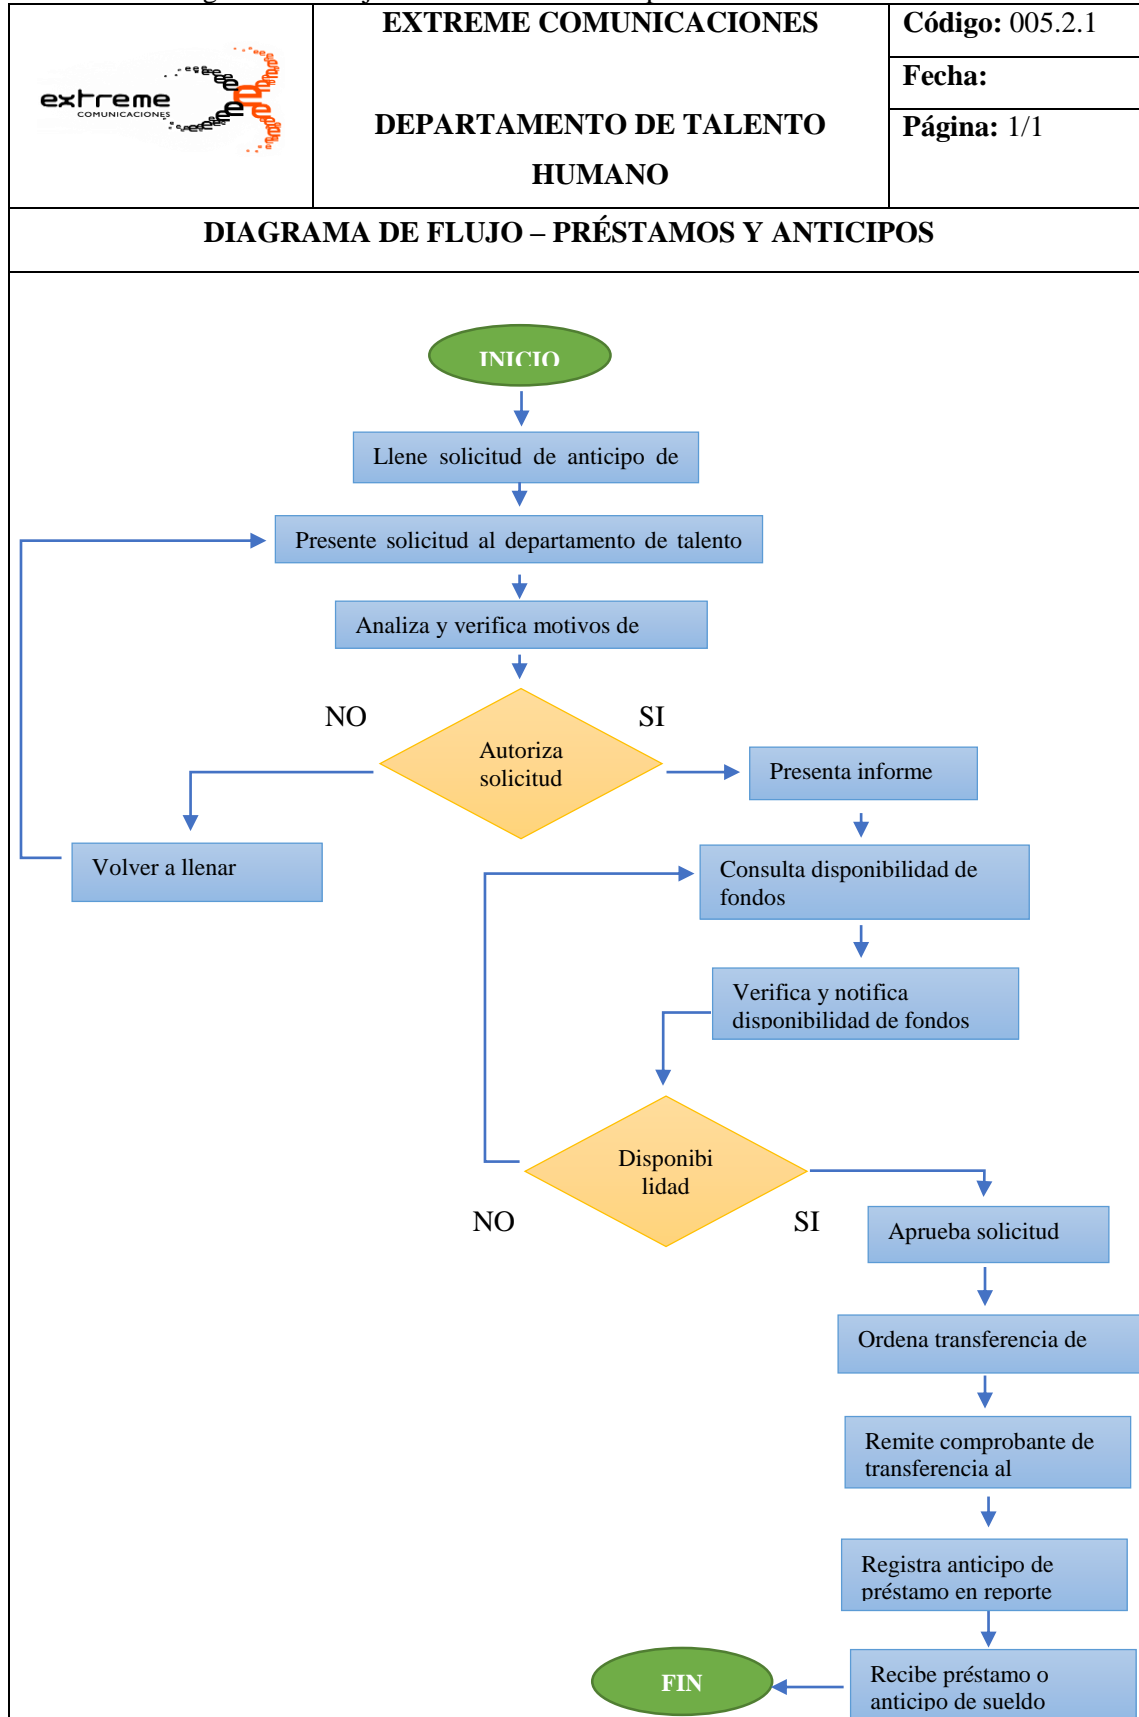 extreme
COMUNICACIONES
EXTREME COMUNICACIONES
DEPARTAMENTO DE TALENTO
HUMANO
Código: 005.2.1
Fecha:
Página: 1/1
DIAGRAMA DE FLUJO – PRÉSTAMOS Y ANTICIPOS
INICIO
Llene solicitud de anticipo de
Presente solicitud al departamento de talento
Analiza y verifica motivos de
NO
SI
Autoriza
solicitud
Presenta informe
Volver a llenar
Consulta disponibilidad de
fondos
Verifica y notifica
disponibilidad de fondos
Disponibi
lidad
NO
SI
Aprueba solicitud
Ordena transferencia de
Remite comprobante de
transferencia al
Registra anticipo de
préstamo en reporte
Recibe préstamo o
anticipo de sueldo
FIN